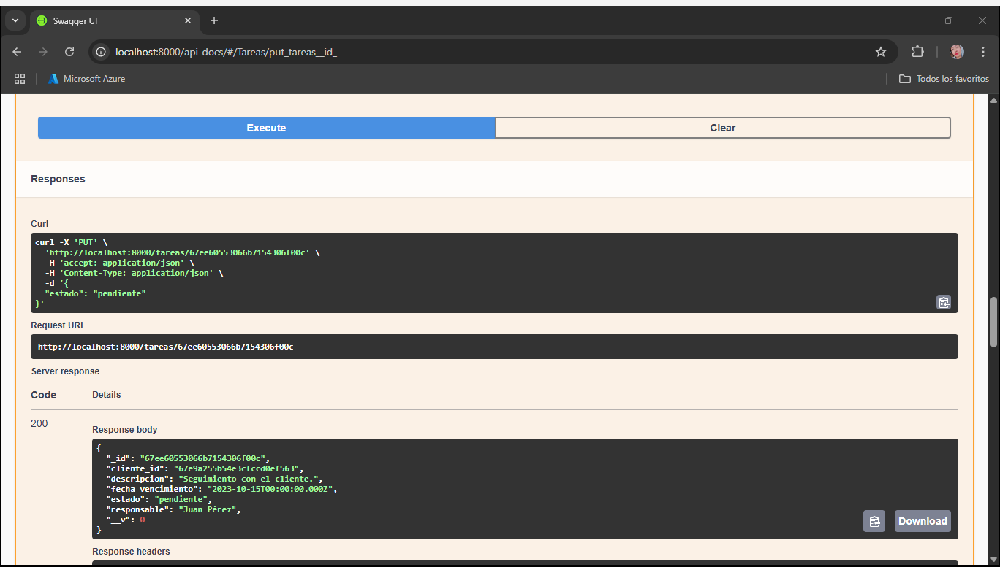 Swagger UI
localhost:8000/api-docs/#/Tareas/put_tareas__id_
Microsoft Azure
Todos los favoritos
Execute
Clear
Responses
Curl
curl -X 'PUT' \
  'http://localhost:8000/tareas/67ee60553066b7154306f00c' \
  -H 'accept: application/json' \
  -H 'Content-Type: application/json' \
  -d '{
  "estado": "pendiente"
}'
Request URL
http://localhost:8000/tareas/67ee60553066b7154306f00c
Server response
Code
Details
200
Response body
{
  "_id": "67ee60553066b7154306f00c",
  "cliente_id": "67e9a255b54e3cfccd0ef563",
  "descripcion": "Seguimiento con el cliente.",
  "fecha_vencimiento": "2023-10-15T00:00:00.000Z",
  "estado": "pendiente",
  "responsable": "Juan Pérez",
  "__v": 0
}
Download
Response headers